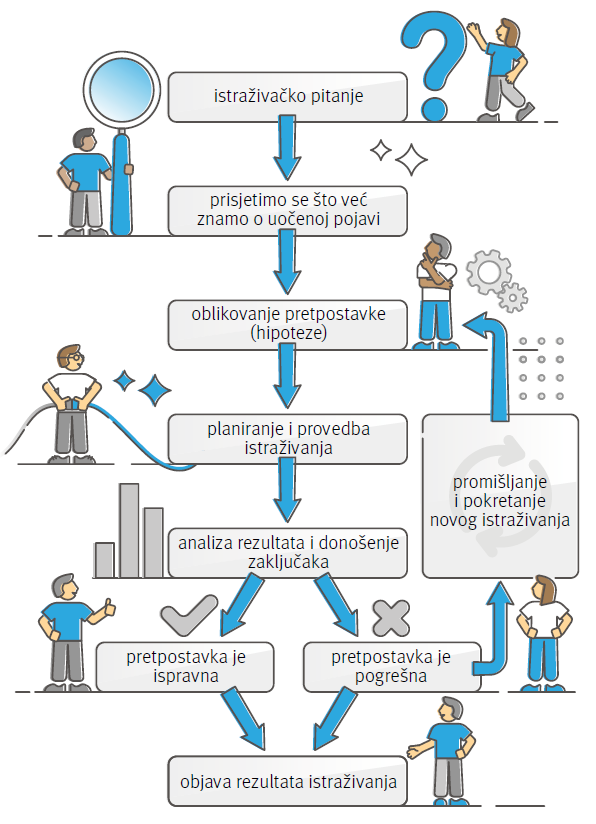 istraživačko pitanje
prisjetimo se što već
znamo o uočenoj pojavi
oblikovanje pretpostavke
(hipoteze)
planiranje i provedba
istraživanja
promišljanje
i pokretanje
novog istraživanja
analiza rezultata i donošenje
zaključaka
pretpostavka je
ispravna
pretpostavka je
pogrešna
objava rezultata istraživanja